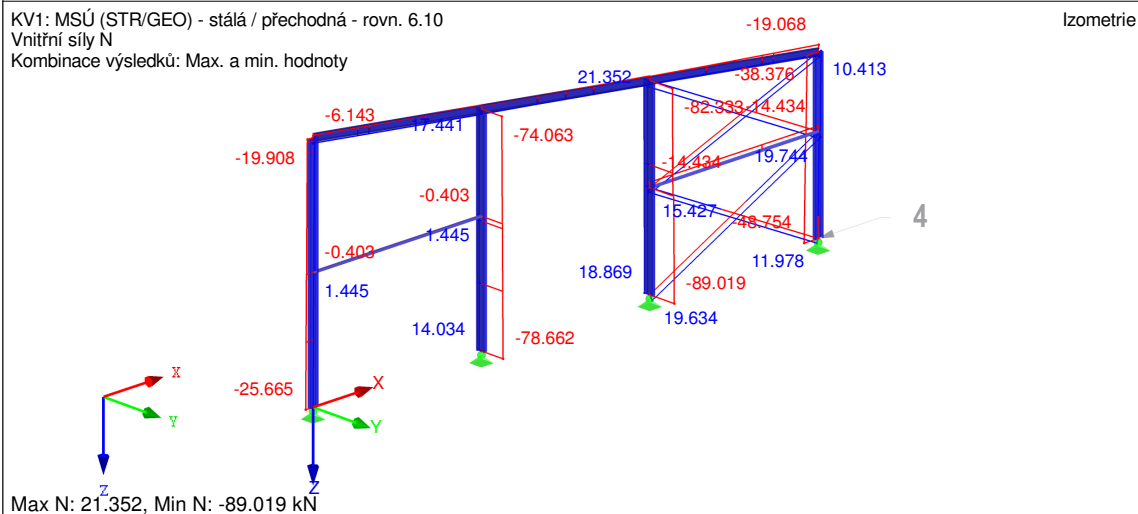 KV1: MSÚ (STR/GEO) - stálá / přechodná - rovn. 6.10
Izometrie
Vnitřní síly N
Kombinace výsledků: Max. a min. hodnoty
-19.068
21.352
-38.376
10.413
-6.143
17.441
-82.333
-14.434
-74.063
-19.908
-14.434
19.744
-0.403
15.427
-48.754
4
1.445
-0.403
11.978
18.869
-89.019
1.445
19.634
14.034
-78.662
-25.665
X
X
Y
Y
Z
Z
Max N: 21.352, Min N: -89.019 kN